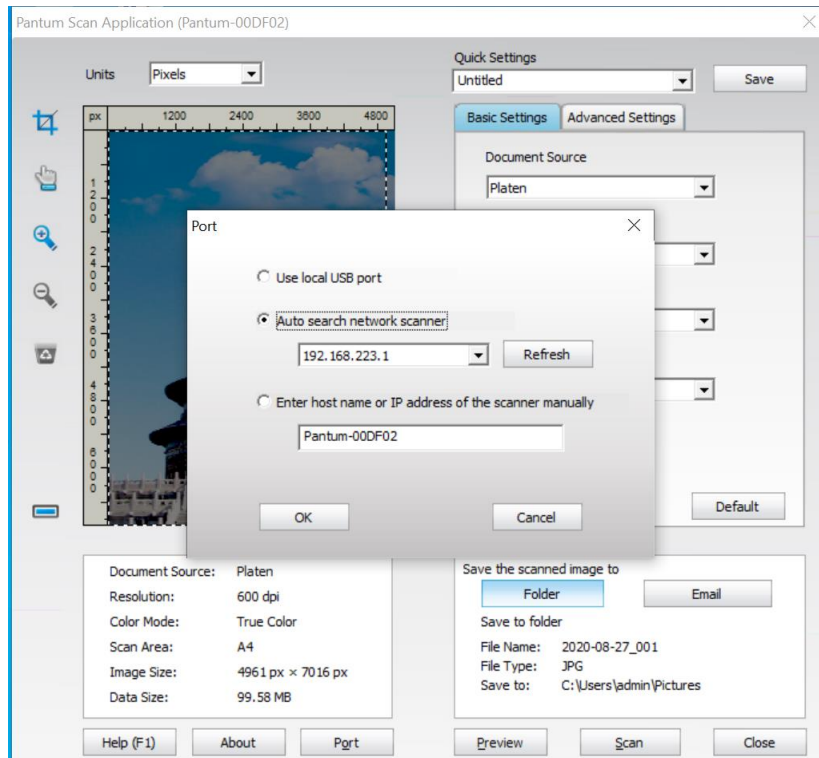 Pantum Scan Application (Pantum-00DF02)
Units Pixels
Quick Settings
Untitled Save
px 1200 2400 3600 4800
Basic Settings Advanced Settings
Document Source
Platen
1200
2400
3600
4800
6000
Port
Use local USB port
Auto search network scanner
192.168.223.1 Refresh
Enter host name or IP address of the scanner manually
Pantum-00DF02
OK Cancel
Default
Document Source: Platen
Resolution: 600 dpi
Color Mode: True Color
Scan Area: A4
Image Size: 4961 px × 7016 px
Data Size: 99.58 MB
Save the scanned image to
Folder Email
Save to folder
File Name: 2020-08-27_001
File Type: JPG
Save to: C:\Users\admin\Pictures
Help (F1) About Port Preview Scan Close